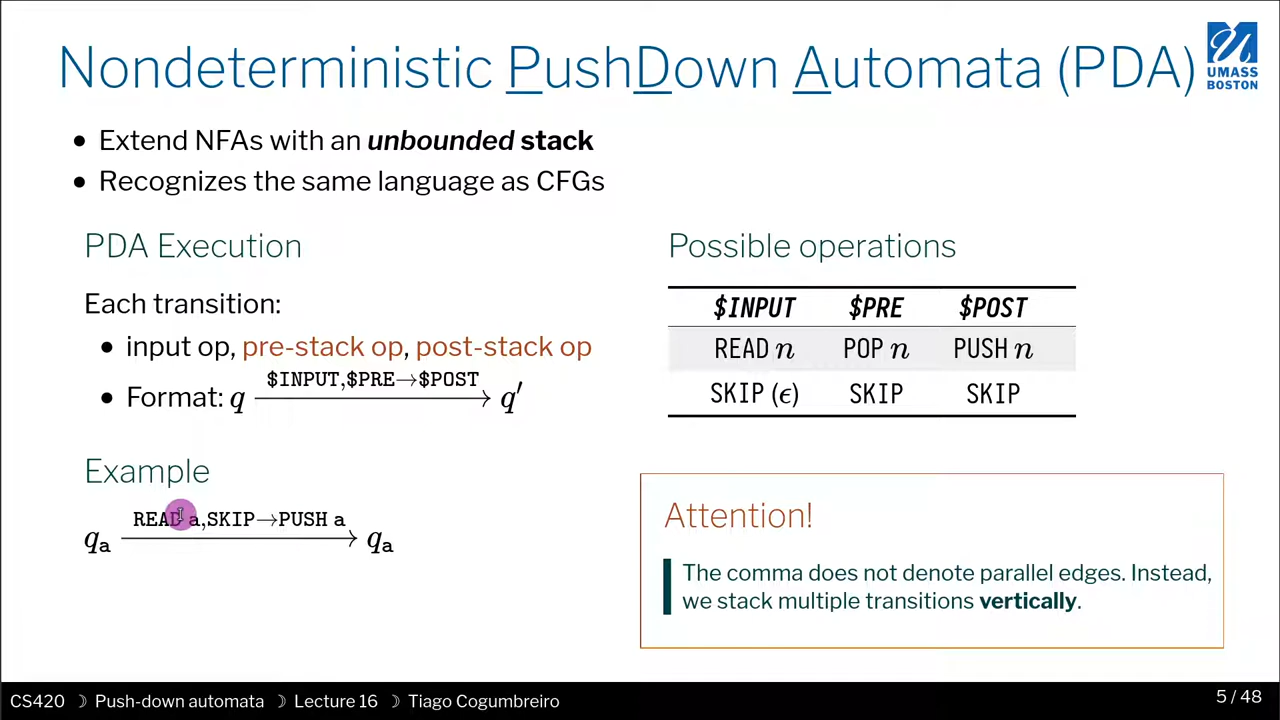 Nondeterministic PushDown Automata (PDA)
UMASS
BOSTON
• Extend NFAs with an unbounded stack
• Recognizes the same language as CFGs
PDA Execution
Each transition:
• input op, pre-stack op, post-stack op
• Format: q $INPUT,$PRE→$POST q′
Example
qa READ a,SKIP→PUSH a qa
Possible operations
$INPUT $PRE $POST
READ n POP n PUSH n
SKIP (ϵ) SKIP SKIP
Attention!
The comma does not denote parallel edges. Instead,
we stack multiple transitions vertically.
CS420 ☽ Push-down automata ☽ Lecture 16 ☽ Tiago Cogumbreiro
5 / 48